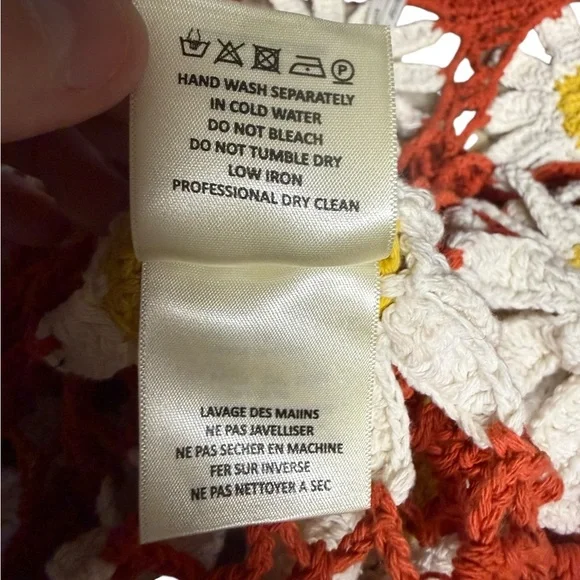 P
HAND WASH SEPARATELY
IN COLD WATER
DO NOT BLEACH
DO NOT TUMBLE DRY
LOW IRON
PROFESSIONAL DRY CLEAN
LAVAGE DES MAIINS
NE PAS JAVELLISER
NE PAS SECHER EN MACHINE
FER SUR INVERSE
NE PAS NETTOYER A SEC